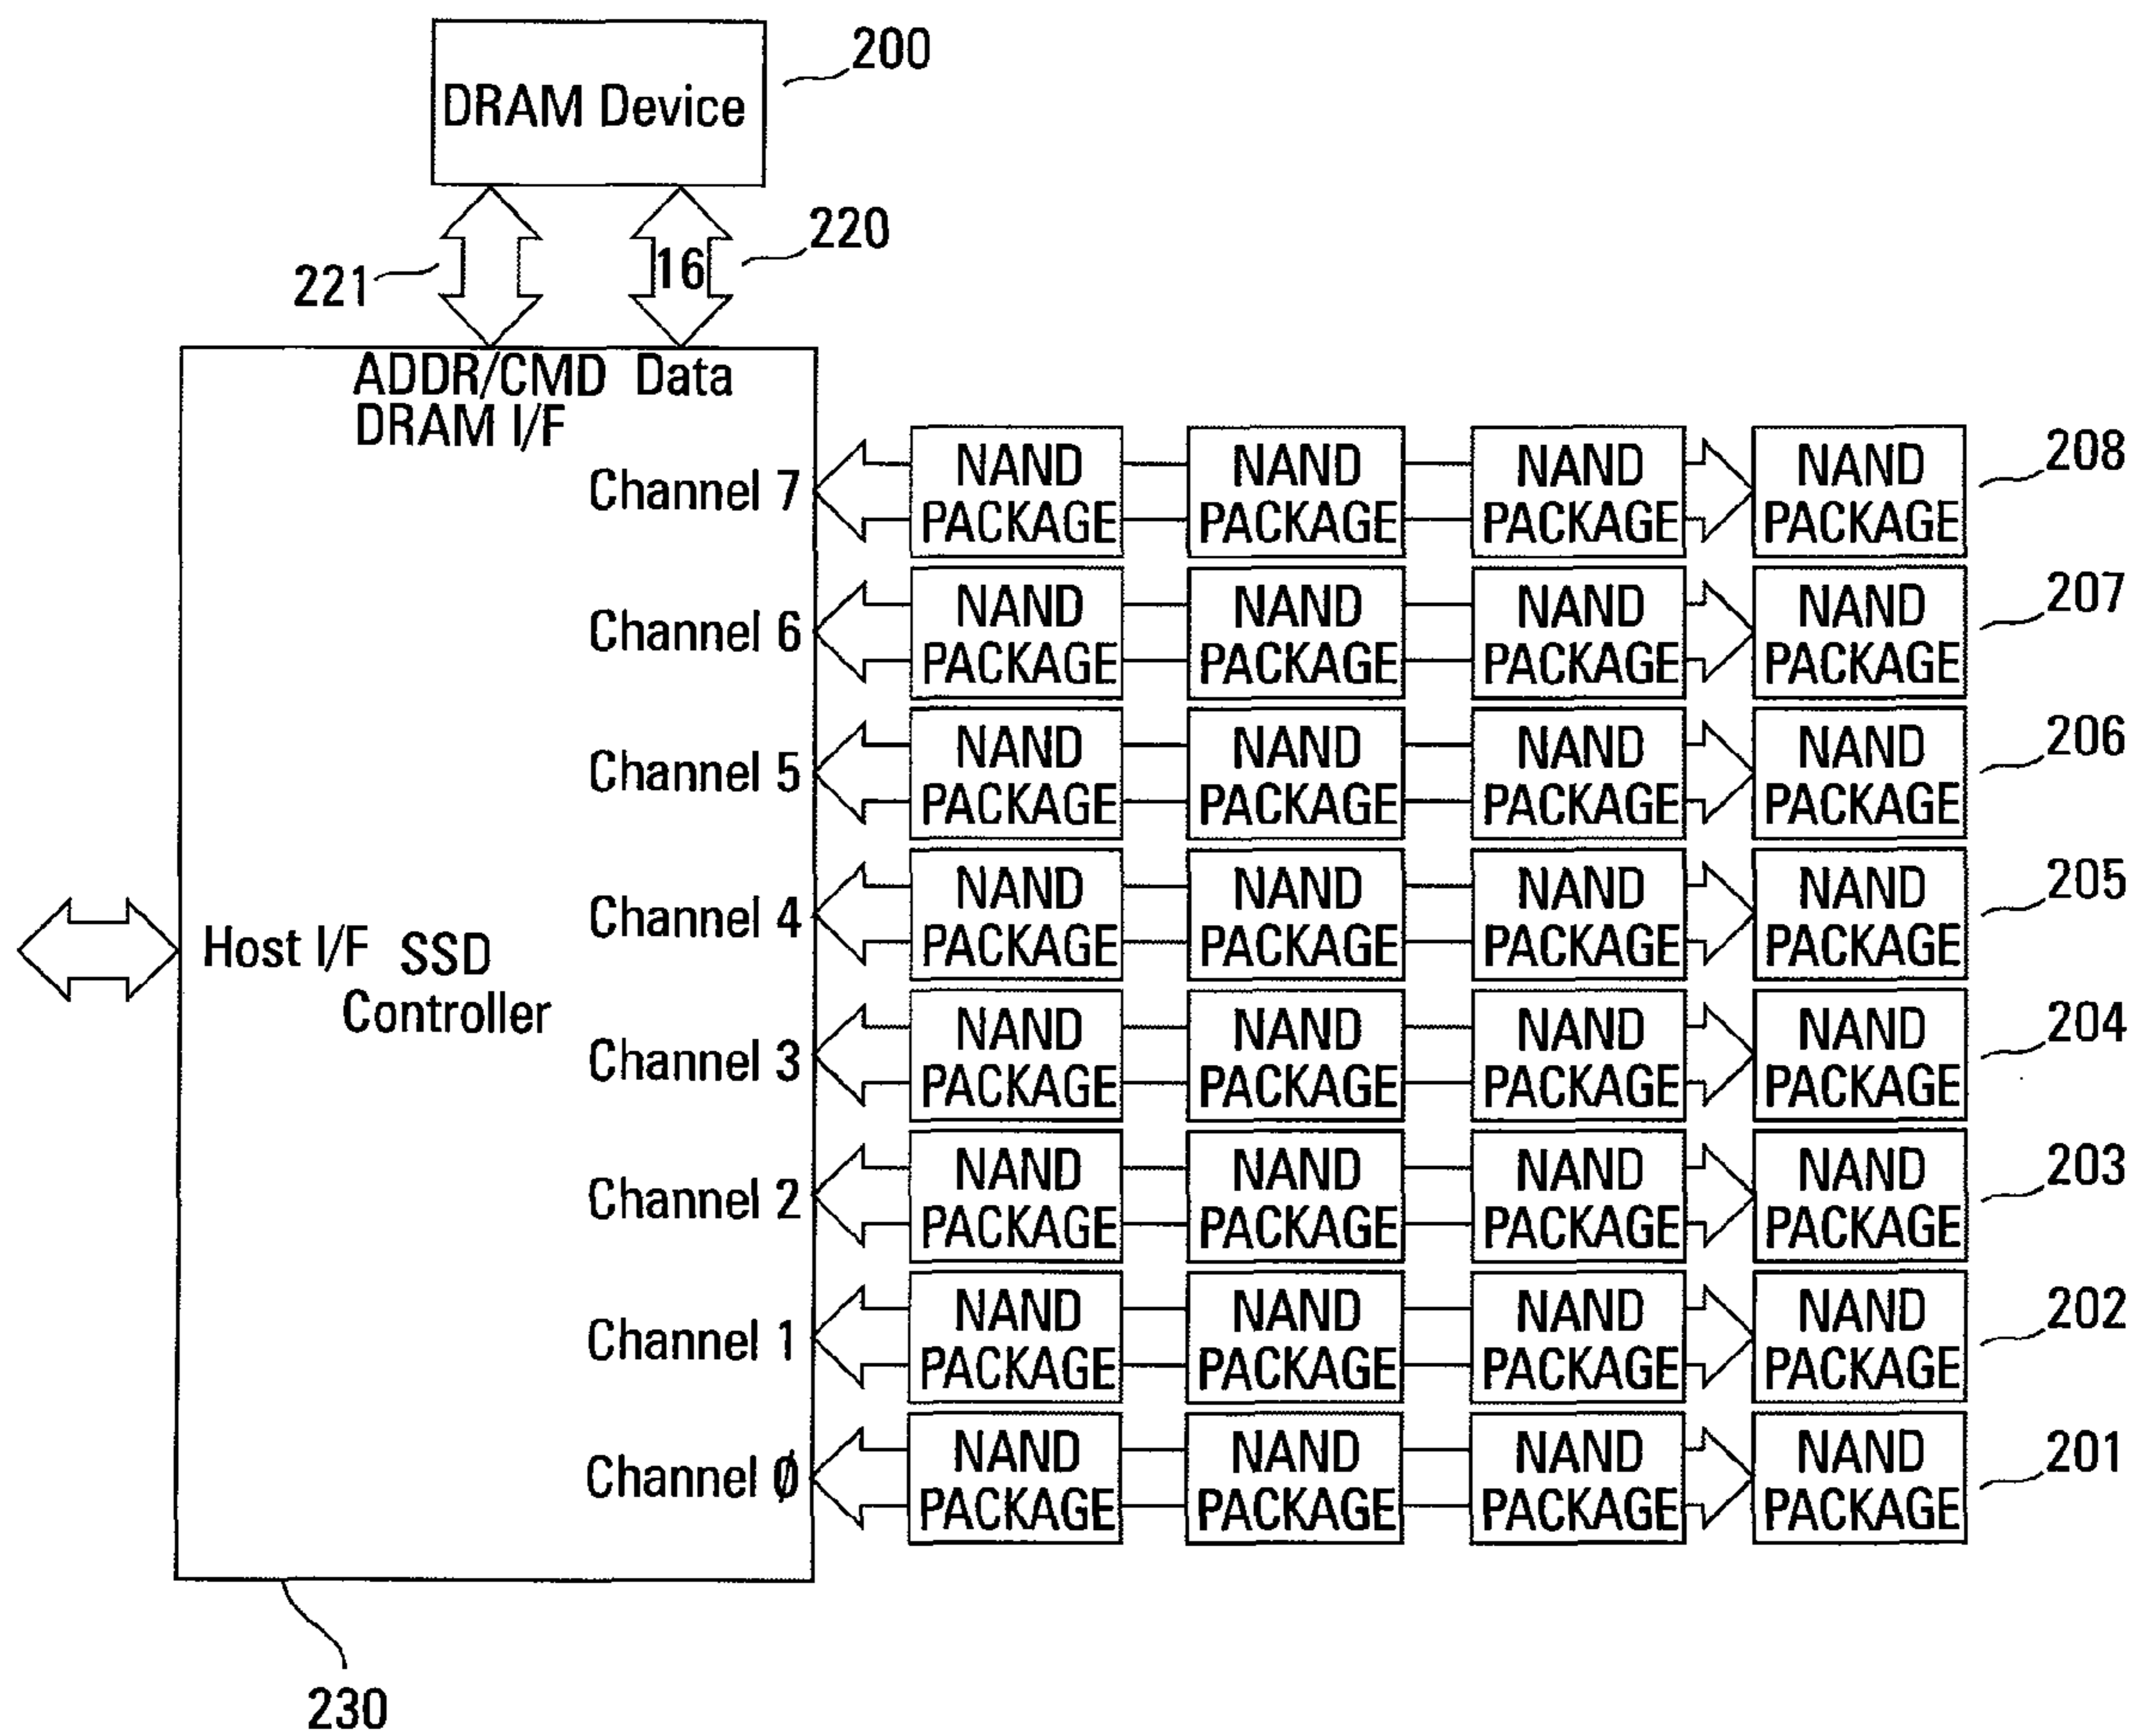 DRAM Device
200
221
16
220
ADDR/CMD Data
DRAM I/F
Channel 7
NAND PACKAGE
NAND PACKAGE
NAND PACKAGE
NAND PACKAGE
208
Channel 6
NAND PACKAGE
NAND PACKAGE
NAND PACKAGE
NAND PACKAGE
207
Channel 5
NAND PACKAGE
NAND PACKAGE
NAND PACKAGE
NAND PACKAGE
206
Channel 4
NAND PACKAGE
NAND PACKAGE
NAND PACKAGE
NAND PACKAGE
205
Host I/F SSD
Controller
Channel 3
NAND PACKAGE
NAND PACKAGE
NAND PACKAGE
NAND PACKAGE
204
Channel 2
NAND PACKAGE
NAND PACKAGE
NAND PACKAGE
NAND PACKAGE
203
Channel 1
NAND PACKAGE
NAND PACKAGE
NAND PACKAGE
NAND PACKAGE
202
Channel Ø
NAND PACKAGE
NAND PACKAGE
NAND PACKAGE
NAND PACKAGE
201
230